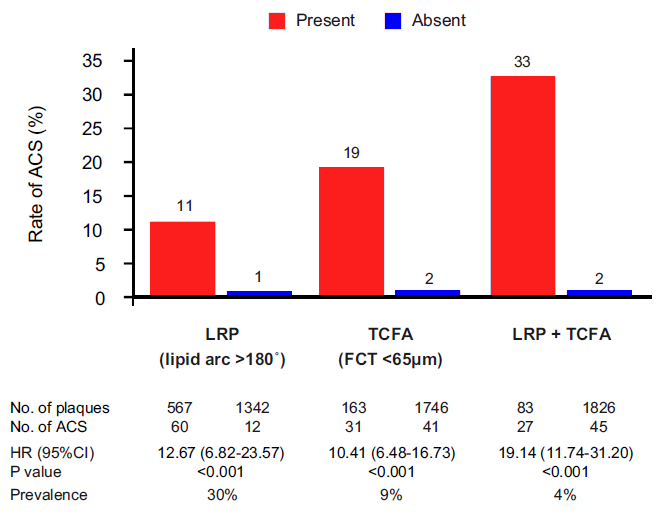 Present Absent
Rate of ACS (%)
35
30
25
20
15
10
5
0
11 1 19 2 33 2
LRP TCFA LRP + TCFA
(lipid arc >180˚) (FCT <65μm)
No. of plaques 567 1342 163 1746 83 1826
No. of ACS 60 12 31 41 27 45
HR (95%CI) 12.67 (6.82-23.57) 10.41 (6.48-16.73) 19.14 (11.74-31.20)
P value <0.001 <0.001 <0.001
Prevalence 30% 9% 4%